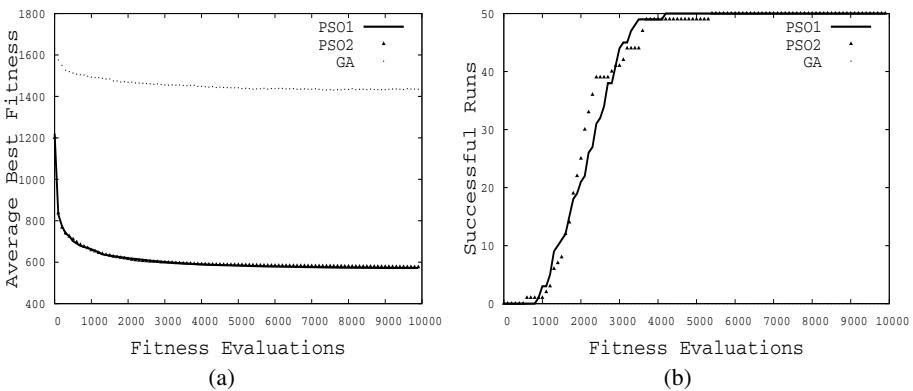 1800
1600
1400
1200
1000
800
600
400
0 1000 2000 3000 4000 5000 6000 7000 8000 9000 10000
Average Best Fitness
Fitness Evaluations
PSO1
PSO2
GA
(a)
50
40
30
20
10
0
0 1000 2000 3000 4000 5000 6000 7000 8000 9000 10000
Successful Runs
Fitness Evaluations
PSO1
PSO2
GA
(b)